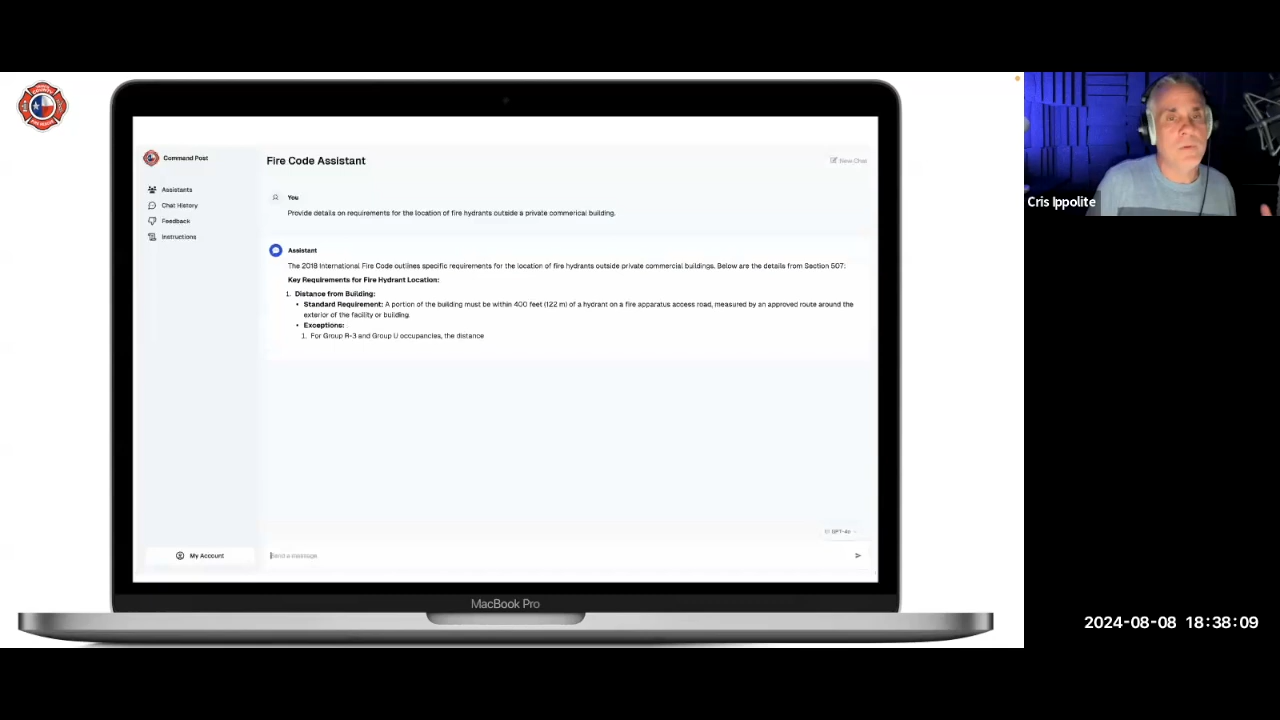 Command Post
Assistants
Chat History
Feedback
Instructions
My Account
Fire Code Assistant
New Chat
You
Provide details on requirements for the location of fire hydrants outside a private commerical building.
Assistant
The 2018 International Fire Code outlines specific requirements for the location of fire hydrants outside private commercial buildings. Below are the details from Section 507:
Key Requirements for Fire Hydrant Location:
1. Distance from Building:
• Standard Requirement: A portion of the building must be within 400 feet (122 m) of a hydrant on a fire apparatus access road, measured by an approved route around the
exterior of the facility or building.
• Exceptions:
1. For Group R-3 and Group U occupancies, the distance
GPT-4o
Send a message
MacBook Pro
Cris Ippolite
2024-08-08 18:38:09